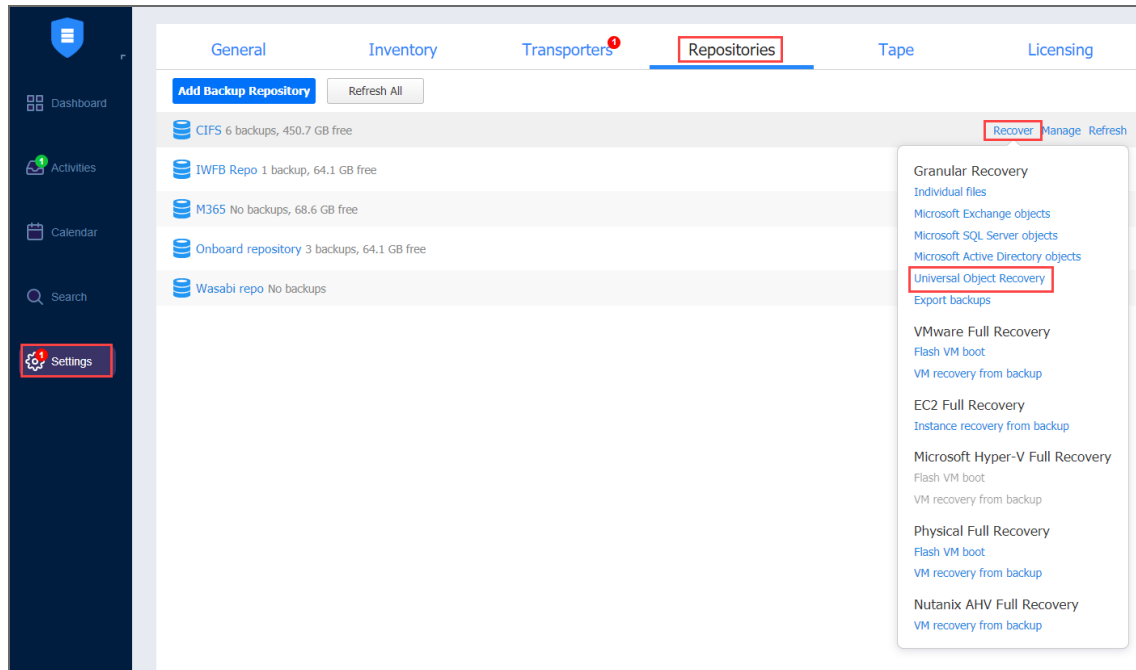 General Inventory Transporters 1 Repositories Tape Licensing
Add Backup Repository Refresh All
Dashboard
1 Activities
Calendar
Search
1 Settings
CIFS 6 backups, 450.7 GB free Recover Manage Refresh
IWFB Repo 1 backup, 64.1 GB free
M365 No backups, 68.6 GB free
Onboard repository 3 backups, 64.1 GB free
Wasabi repo No backups
Granular Recovery
Individual files
Microsoft Exchange objects
Microsoft SQL Server objects
Microsoft Active Directory objects
Universal Object Recovery
Export backups
VMware Full Recovery
Flash VM boot
VM recovery from backup
EC2 Full Recovery
Instance recovery from backup
Microsoft Hyper-V Full Recovery
Flash VM boot
VM recovery from backup
Physical Full Recovery
Flash VM boot
VM recovery from backup
Nutanix AHV Full Recovery
VM recovery from backup